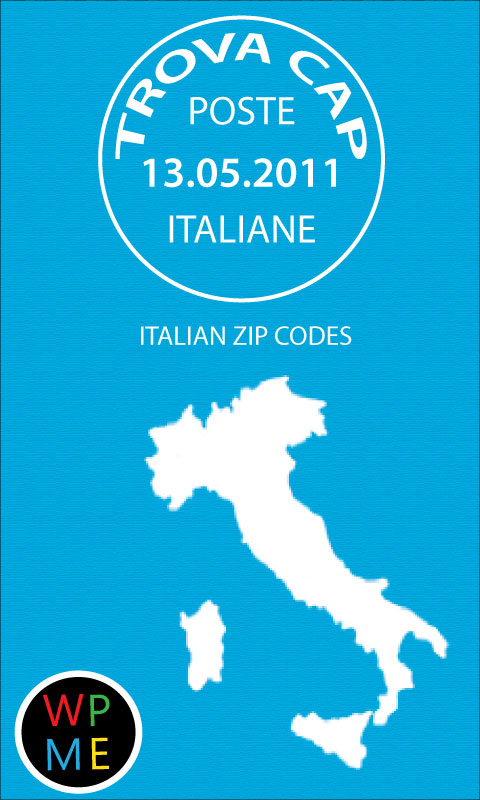 TROVA CAP
POSTE
13.05.2011
ITALIANE
ITALIAN ZIP CODES
WP
ME